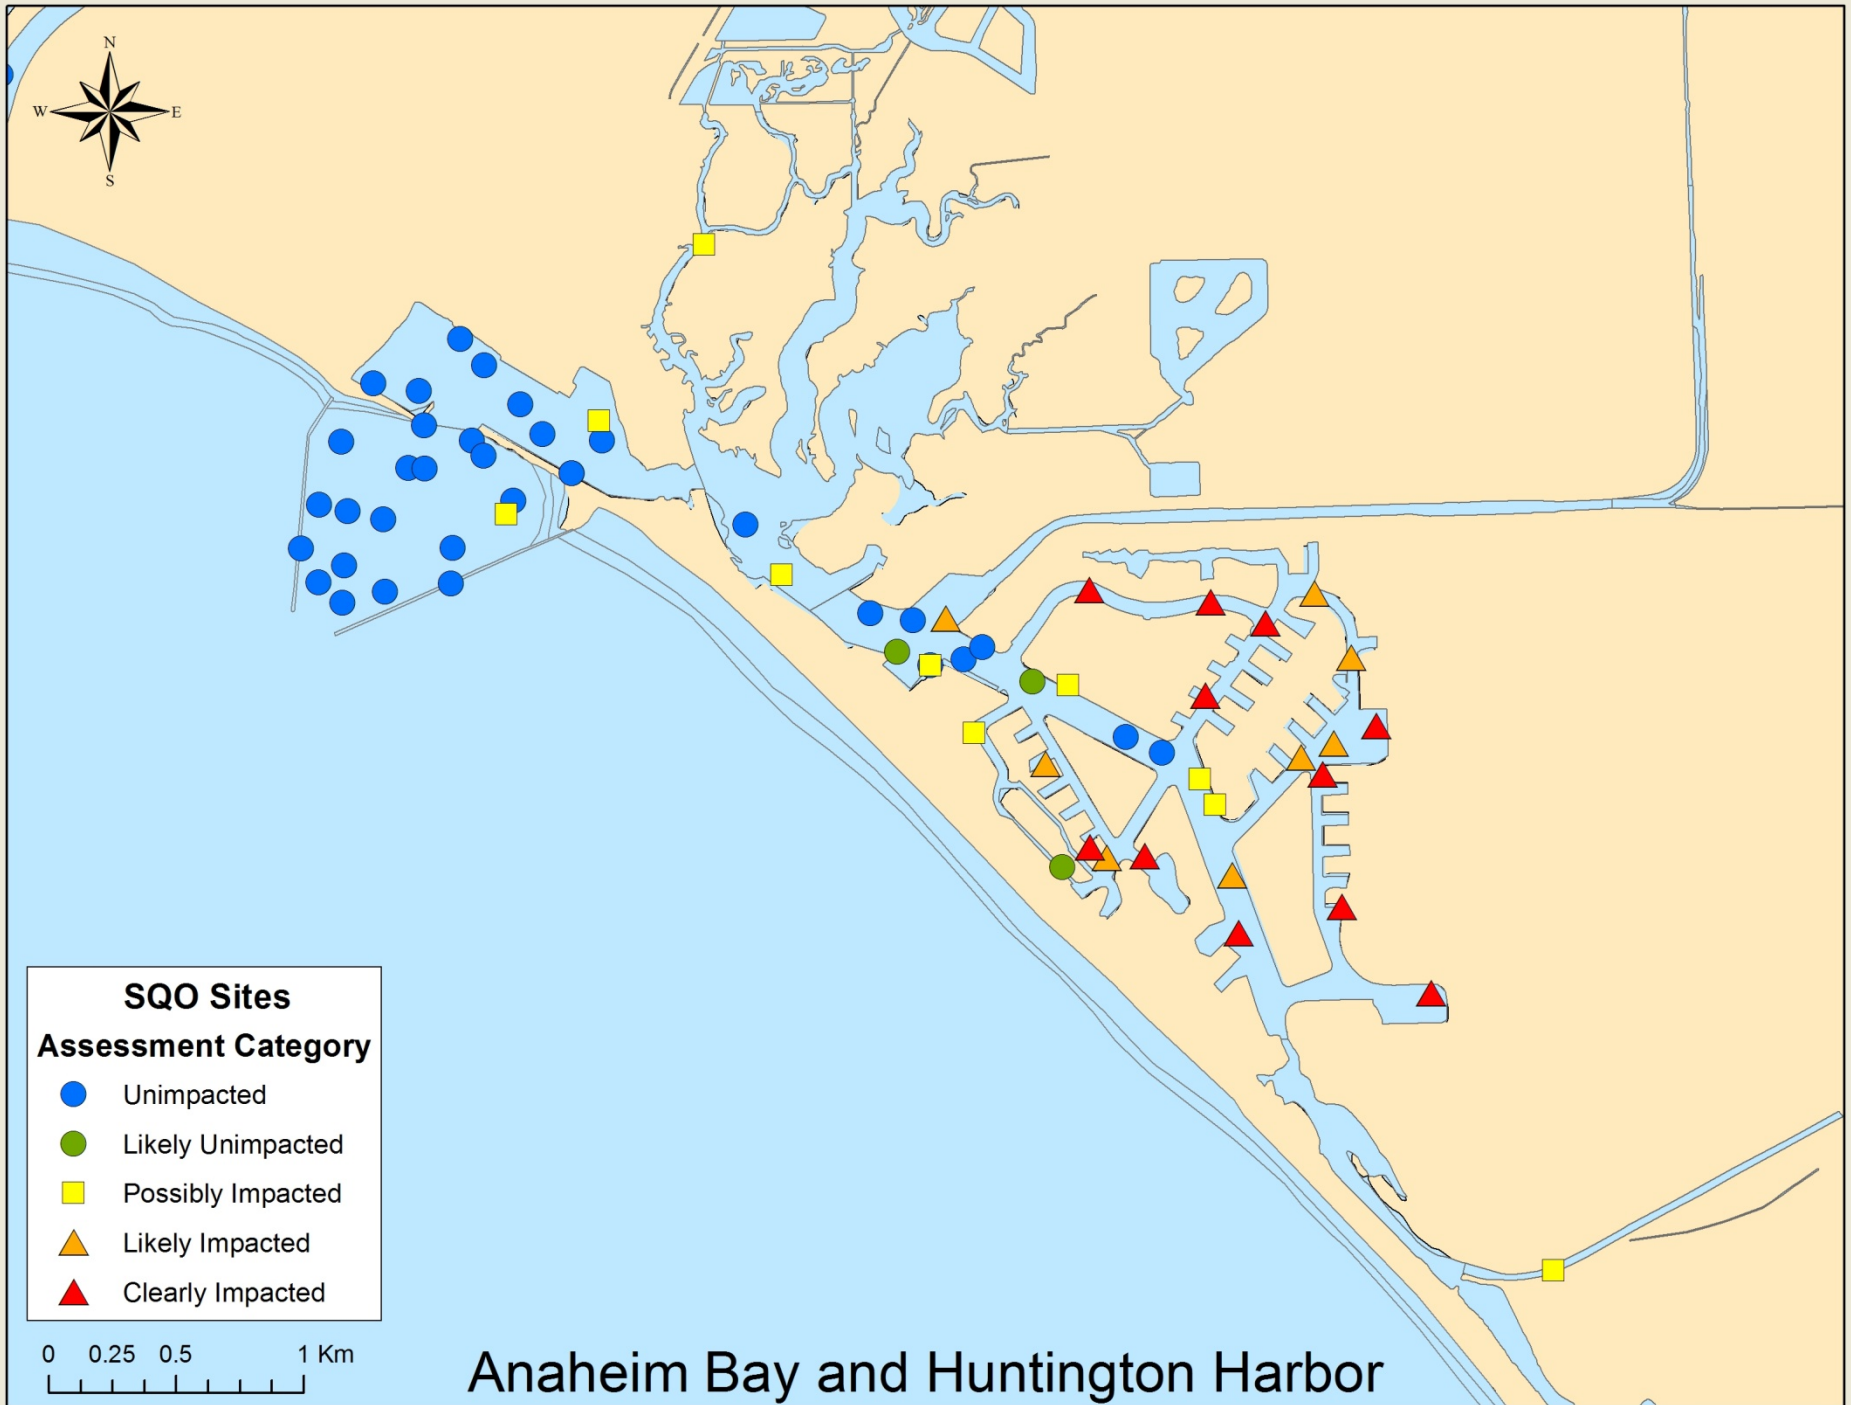 N
W E
S
SQO Sites
Assessment Category
Unimpacted
Likely Unimpacted
Possibly Impacted
Likely Impacted
Clearly Impacted
0 0.25 0.5 1 Km
Anaheim Bay and Huntington Harbor